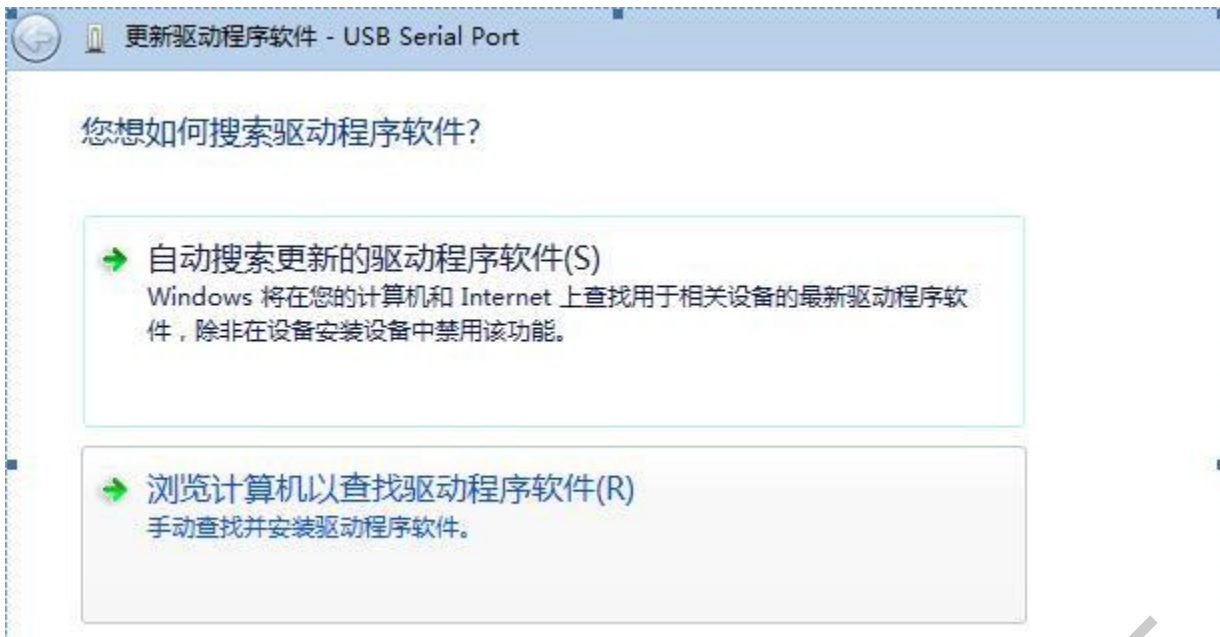 更新驱动程序软件 - USB Serial Port
您想如何搜索驱动程序软件?
自动搜索更新的驱动程序软件(S)
Windows 将在您的计算机和 Internet 上查找用于相关设备的最新驱动程序软
件，除非在设备安装设备中禁用该功能。
浏览计算机以查找驱动程序软件(R)
手动查找并安装驱动程序软件。